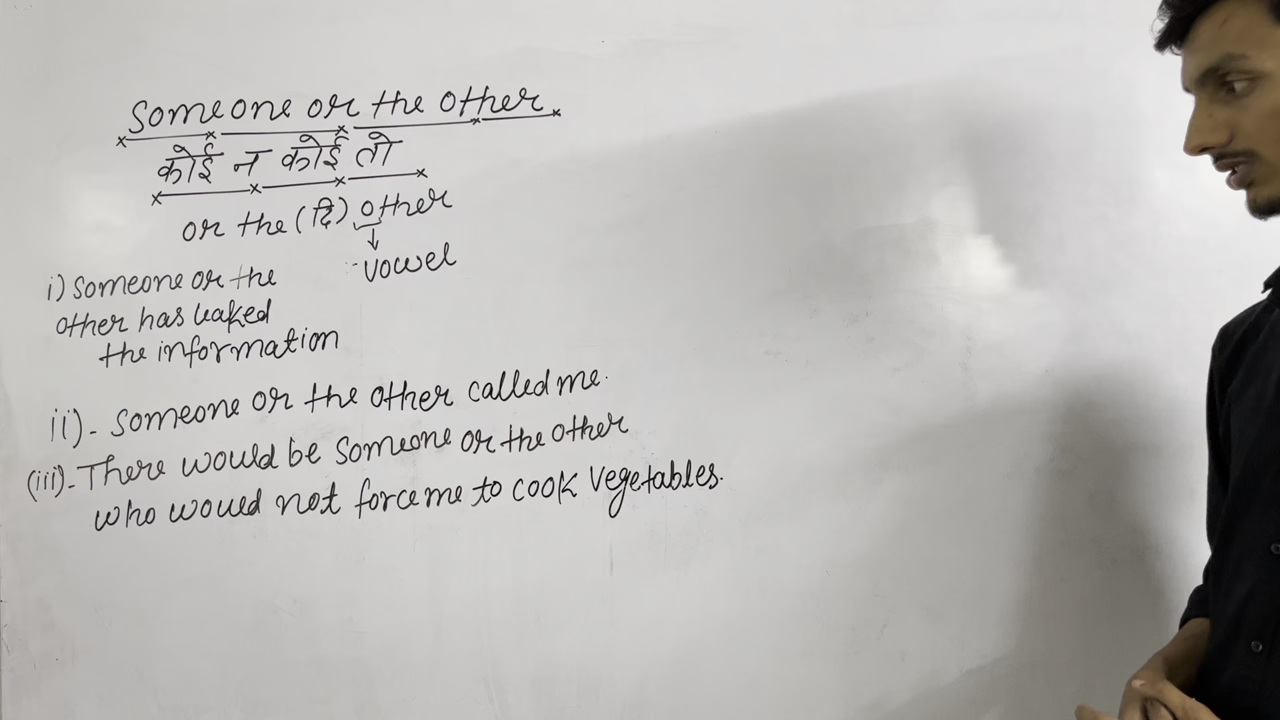 Someone or the other
कोई न कोई तो
or the (दि) other
vowel
i) Someone or the
other has leaked
the information
ii)- Someone or the other called me.
(iii)- There would be someone or the other
who would not force me to cook vegetables.